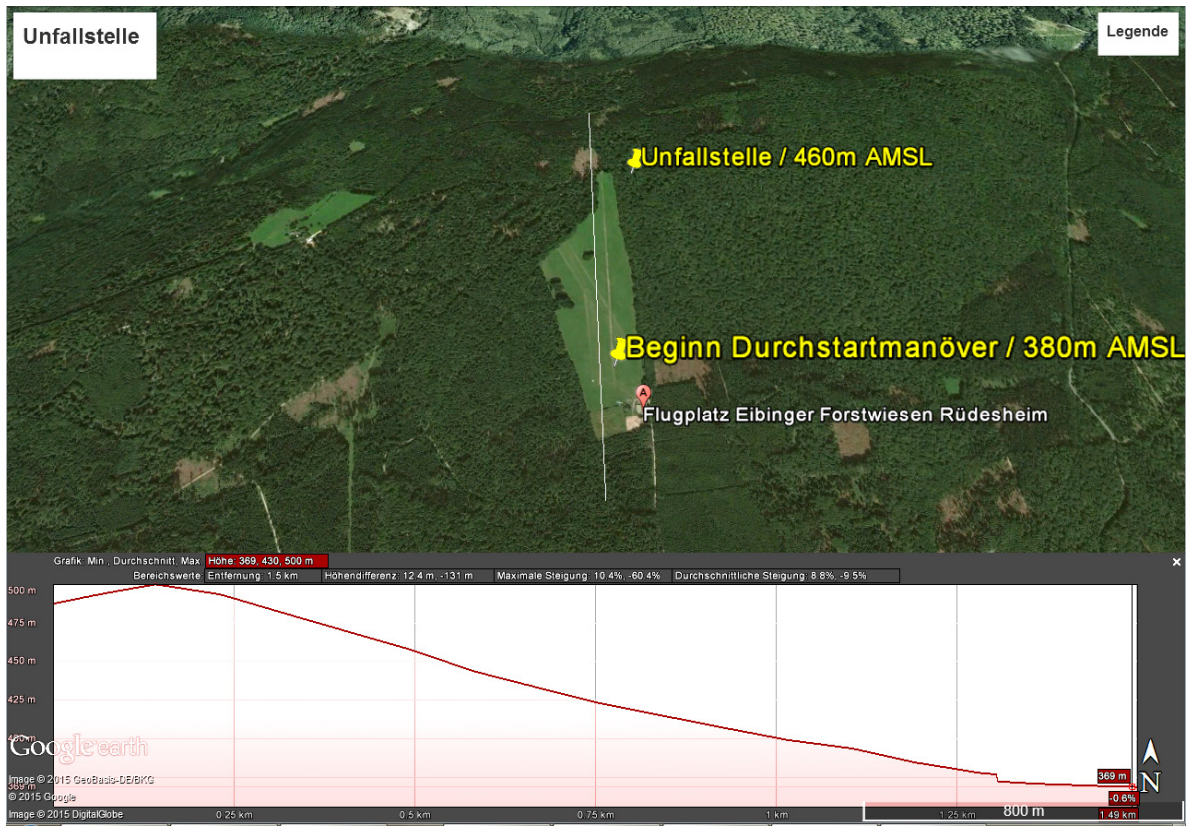 Unfallstelle
Legende
Unfallstelle / 460m AMSL
Beginn Durchstartmanöver / 380m AMSL
A
Flugplatz Eibinger Forstwiesen Rüdesheim
Grafik: Min., Durchschnitt, Max. Höhe: 369, 430, 500 m
Bereichswerte: Entfernung: 1.5 km Höhendifferenz: 12.4 m, -131 m Maximale Steigung: 10.4%, -60.4% Durchschnittliche Steigung: 8.8%, -9.5%
500 m
475 m
450 m
425 m
400 m
Google earth
Image © 2015 GeoBasis-DE/BKG
369 m
369 m
N
© 2015 Google
-0.6%
Image © 2015 DigitalGlobe
0.25 km
0.5 km
0.75 km
1 km
1.25 km
800 m
1.49 km